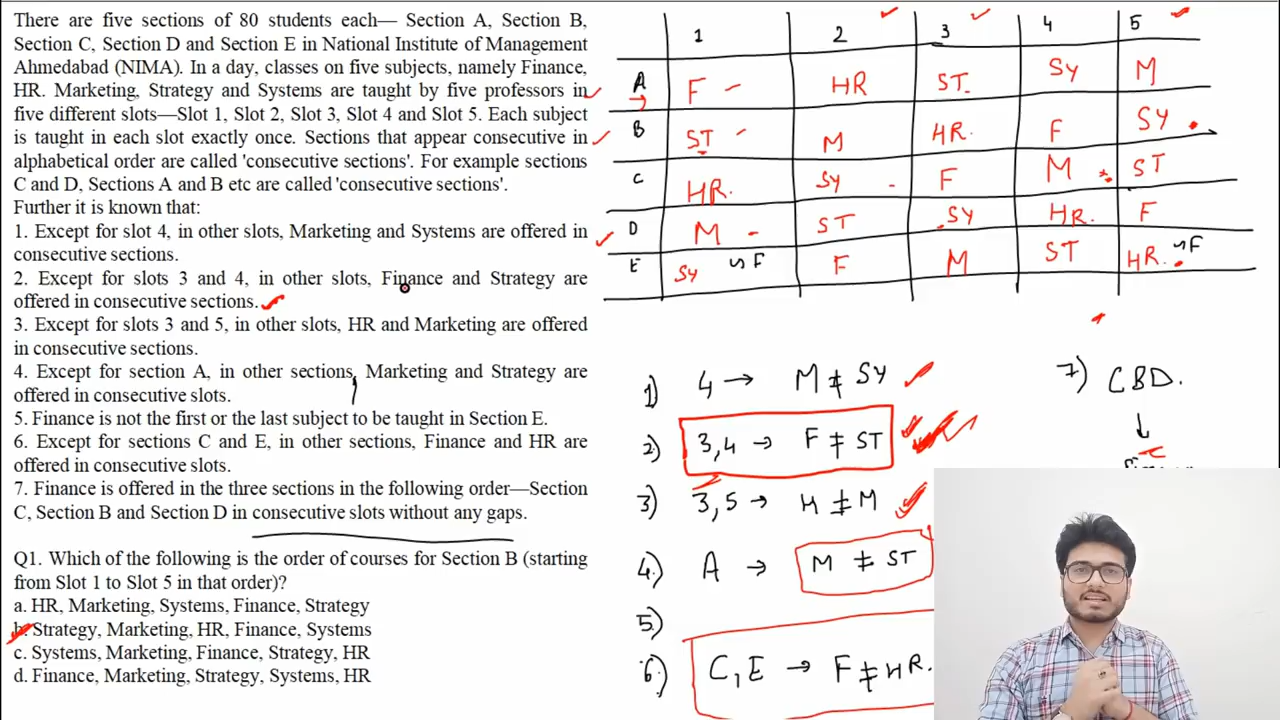 There are five sections of 80 students each— Section A, Section B,
Section C, Section D and Section E in National Institute of Management
Ahmedabad (NIMA). In a day, classes on five subjects, namely Finance,
HR. Marketing, Strategy and Systems are taught by five professors in
five different slots—Slot 1, Slot 2, Slot 3, Slot 4 and Slot 5. Each subject
is taught in each slot exactly once. Sections that appear consecutive in
alphabetical order are called 'consecutive sections'. For example sections
C and D, Sections A and B etc are called 'consecutive sections'.
Further it is known that:
1. Except for slot 4, in other slots, Marketing and Systems are offered in
consecutive sections.
2. Except for slots 3 and 4, in other slots, Finance and Strategy are
offered in consecutive sections.
3. Except for slots 3 and 5, in other slots, HR and Marketing are offered
in consecutive sections.
4. Except for section A, in other sections, Marketing and Strategy are
offered in consecutive slots.
5. Finance is not the first or the last subject to be taught in Section E.
6. Except for sections C and E, in other sections, Finance and HR are
offered in consecutive slots.
7. Finance is offered in the three sections in the following order—Section
C, Section B and Section D in consecutive slots without any gaps.
Q1. Which of the following is the order of courses for Section B (starting
from Slot 1 to Slot 5 in that order)?
a. HR, Marketing, Systems, Finance, Strategy
b. Strategy, Marketing, HR, Finance, Systems
c. Systems, Marketing, Finance, Strategy, HR
d. Finance, Marketing, Strategy, Systems, HR
1 2 3 4 5
A F HR ST Sy M
B ST M HR F SY
C HR Sy F M ST
D M ST SY HR F
E Sy ~F F M ST HR ~F
1) 4 → M ≠ Sy
2) 3,4 → F ≠ ST
3) 3,5 → H ≠ M
4) A → M ≠ ST
5)
6) C, E → F ≠ HR.
7) CBD.
↓